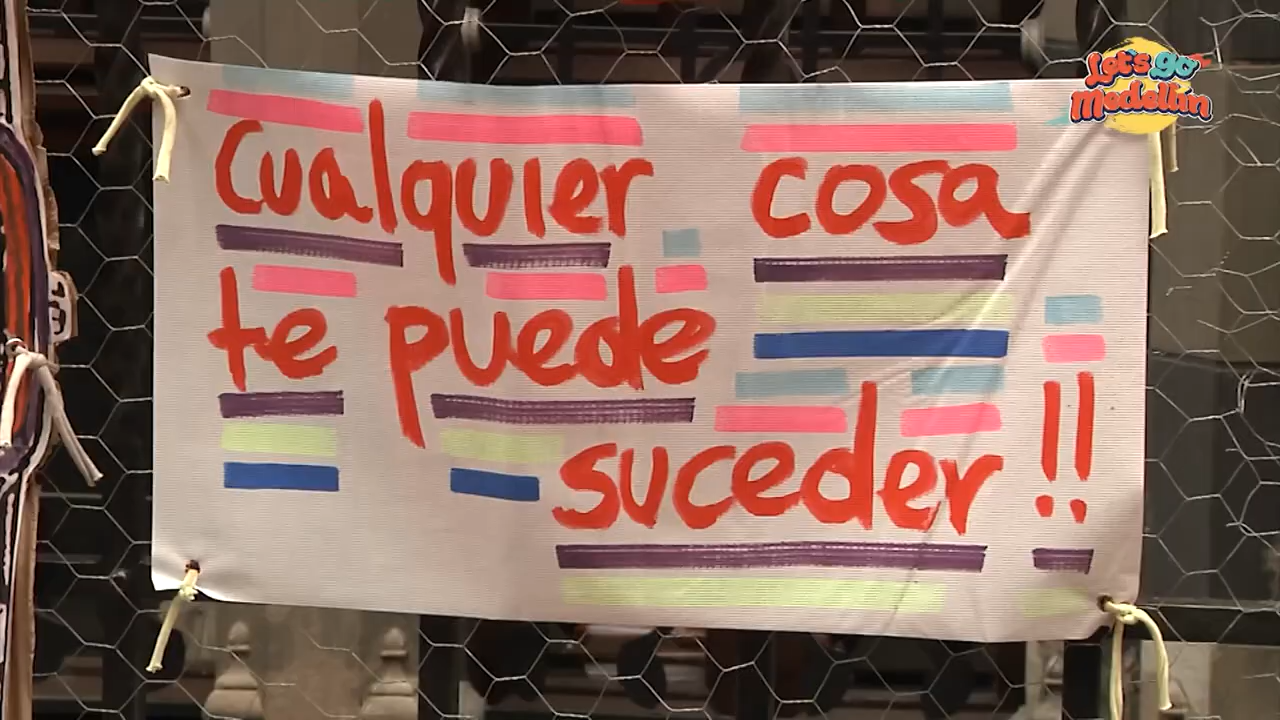 Let's go
Medellín
Cualquier cosa
te puede
suceder !!